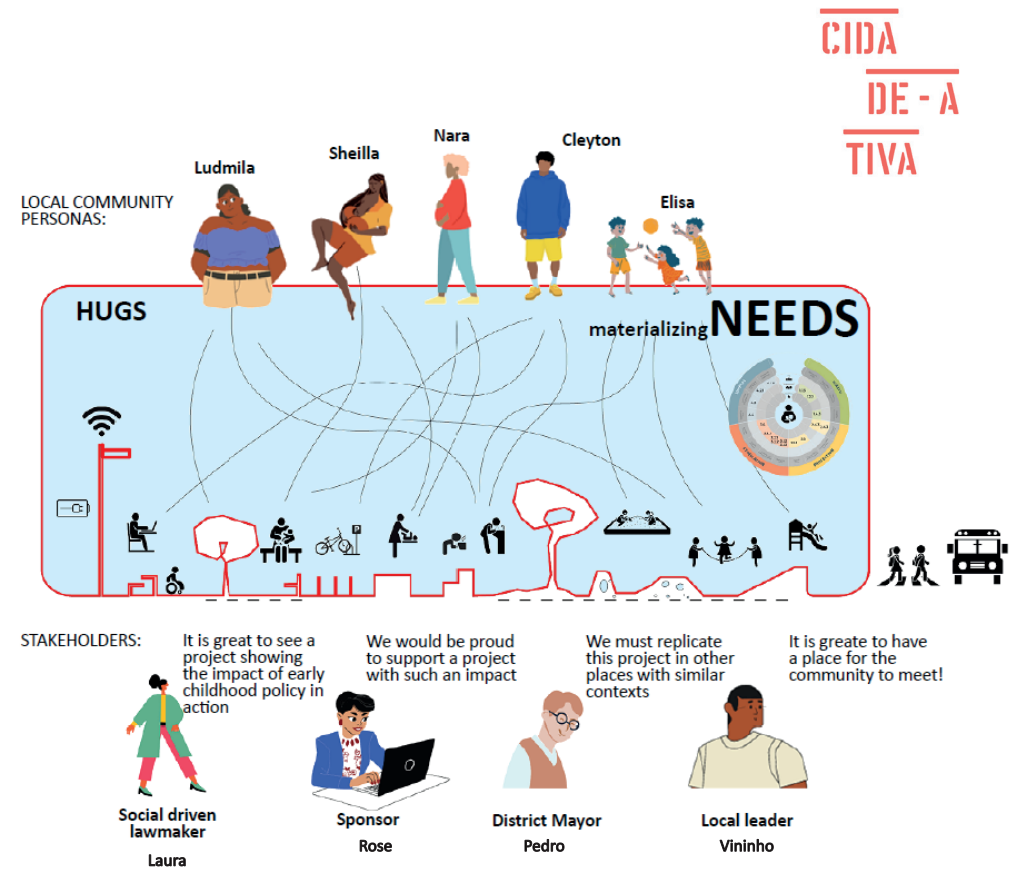 CIDA
DE - A
TIVA
Nara
Cleyton
Sheilla
Ludmila
Elisa
LOCAL COMMUNITY
PERSONAS:
HUGS
materializing NEEDS
P
STAKEHOLDERS:
It is great to see a
project showing
the impact of early
childhood policy in
action
We would be proud
to support a project
with such an impact
We must replicate
this project in other
places with similar
contexts
It is greate to have
a place for the
community to meet!
Social driven
lawmaker
Laura
Sponsor
Rose
District Mayor
Pedro
Local leader
Vininho